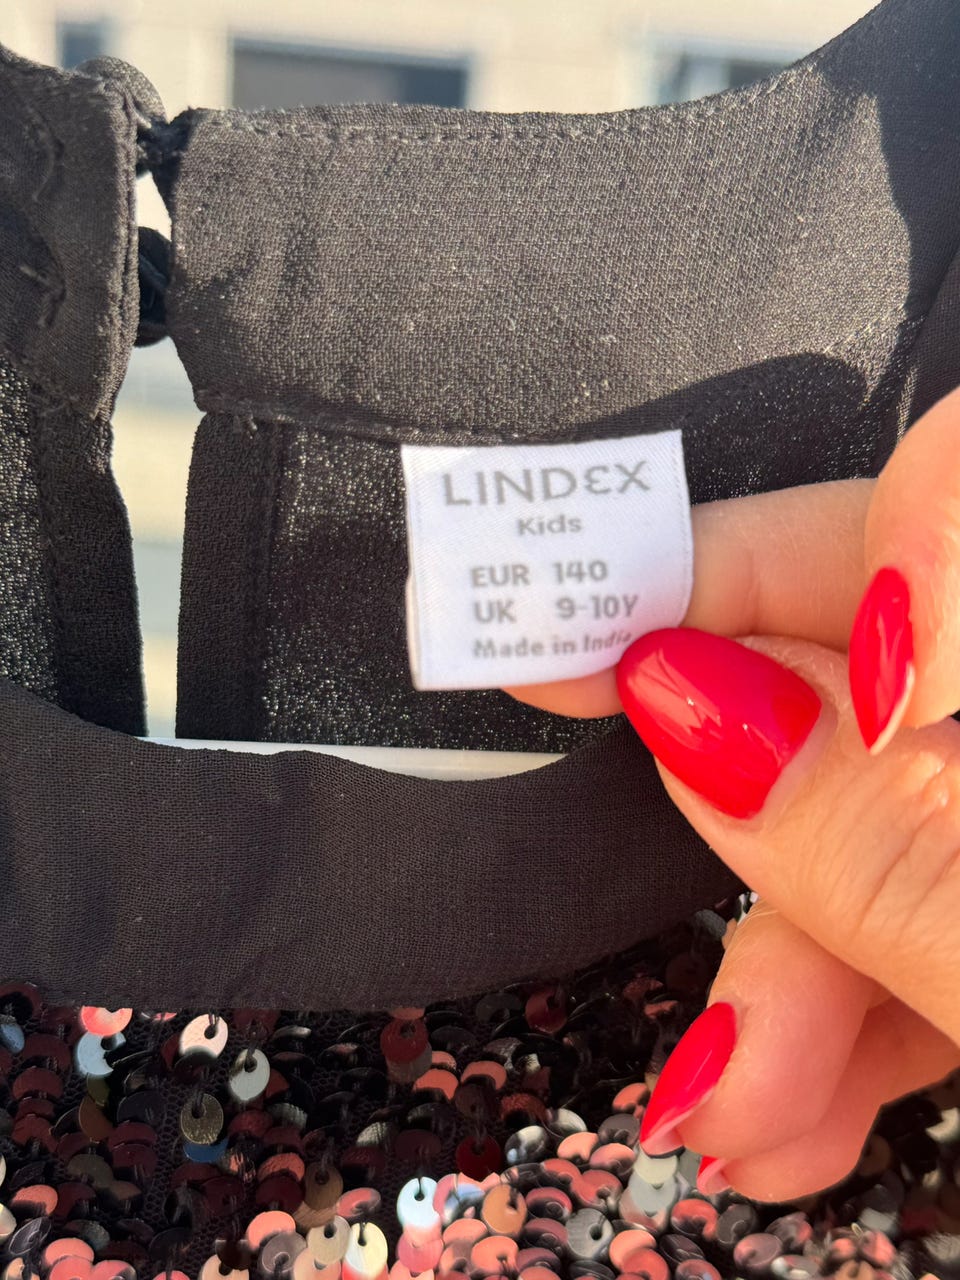 LINDEX
Kids
EUR 140
UK 9-10Y
Made in India